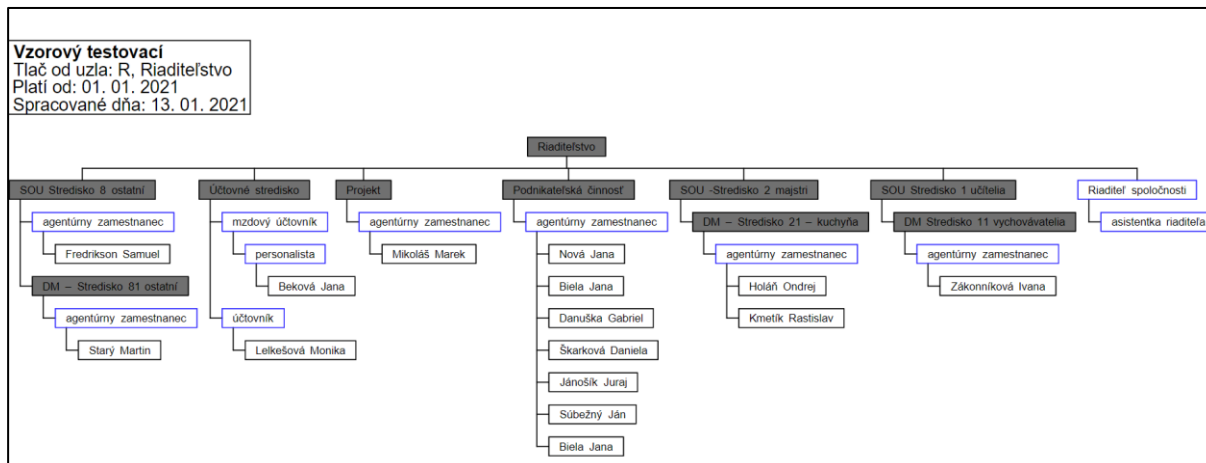 Vzorový testovací
Tlač od uzla: R, Riaditeľstvo
Platí od: 01. 01. 2021
Spracované dňa: 13. 01. 2021
Riaditeľstvo
SOU Stredisko 8 ostatní
agentúrny zamestnanec
Fredrikson Samuel
DM – Stredisko 81 ostatní
agentúrny zamestnanec
Starý Martin
Účtovné stredisko
mzdový účtovník
personalista
Beková Jana
účtovník
Lelkešová Monika
Projekt
agentúrny zamestnanec
Mikoláš Marek
Podnikateľská činnosť
agentúrny zamestnanec
Nová Jana
Biela Jana
Danuška Gabriel
Škarková Daniela
Jánošík Juraj
Súbežný Ján
Biela Jana
SOU -Stredisko 2 majstri
DM – Stredisko 21 – kuchyňa
agentúrny zamestnanec
Holáň Ondrej
Kmetík Rastislav
SOU Stredisko 1 učítelia
DM Stredisko 11 vychovávatelia
agentúrny zamestnanec
Zákonníková Ivana
Riaditeľ spoločnosti
asistentka riaditeľa